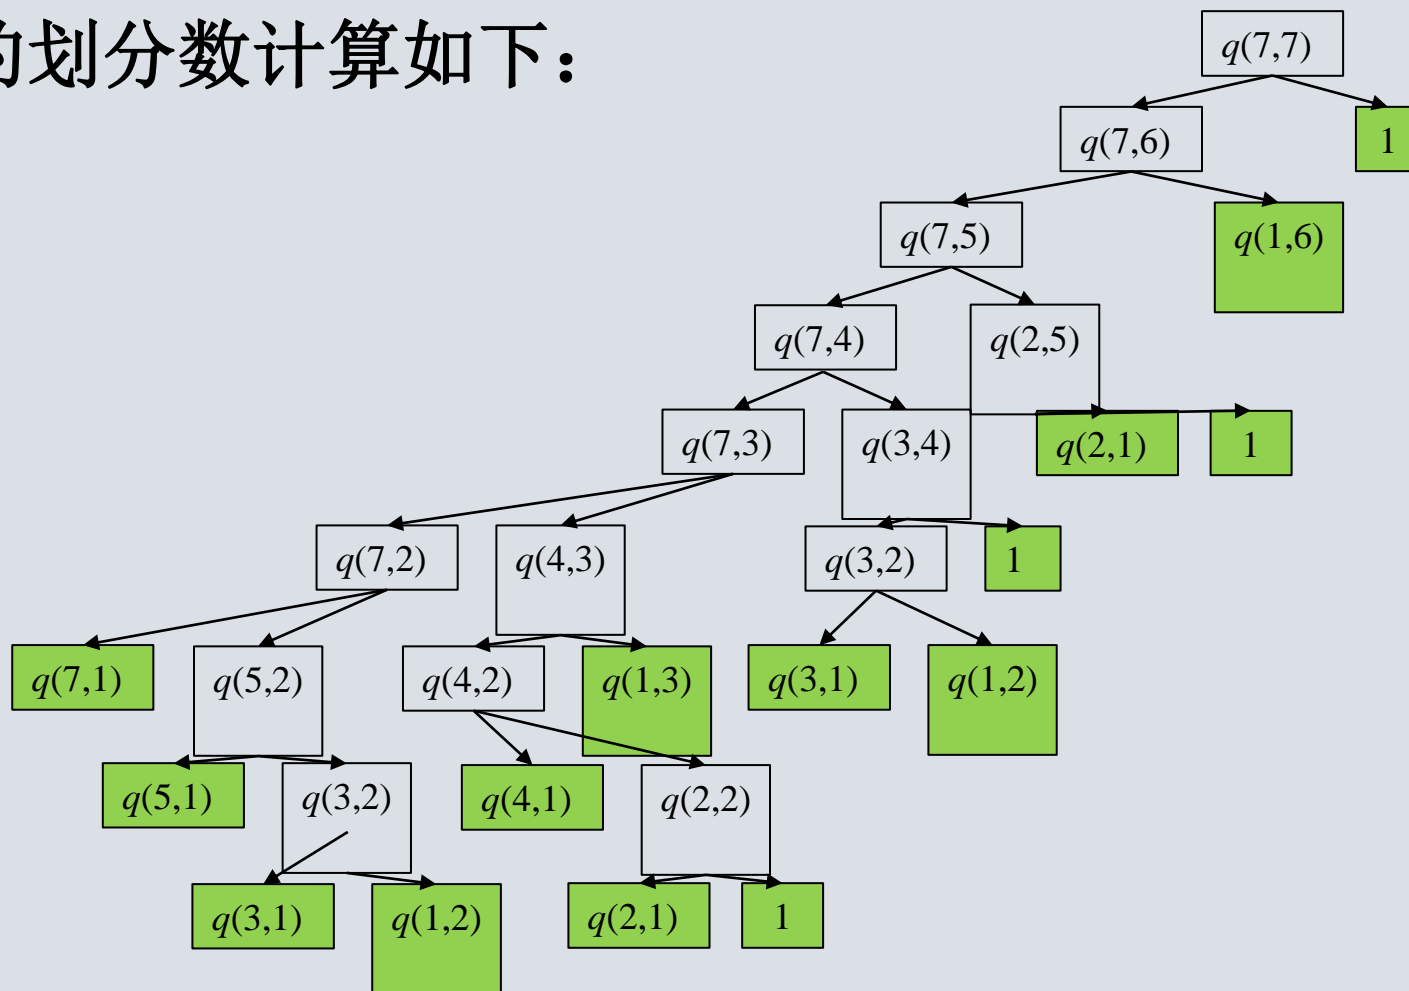 的划分数计算如下：
q(7,7)
q(7,6)
1
q(7,5)
q(1,6)
q(7,4)
q(2,5)
q(7,3)
q(3,4)
q(2,1)
1
q(7,2)
q(4,3)
q(3,2)
1
q(7,1)
q(5,2)
q(4,2)
q(1,3)
q(3,1)
q(1,2)
q(5,1)
q(3,2)
q(4,1)
q(2,2)
q(3,1)
q(1,2)
q(2,1)
1